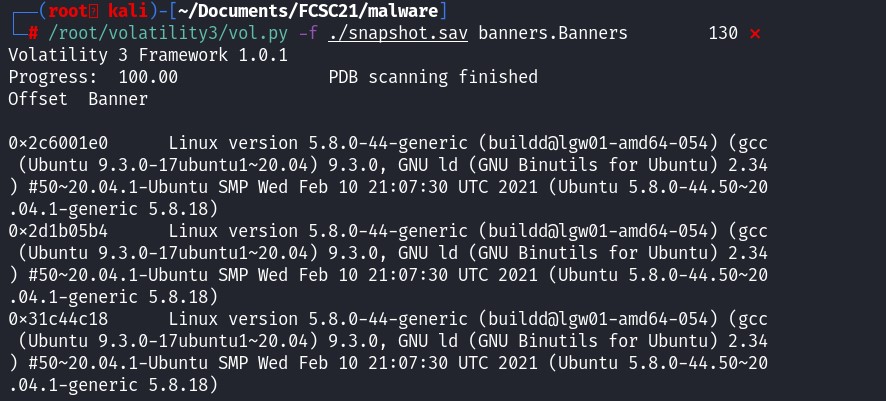 ┌──(root㉿ kali)-[~/Documents/FCSC21/malware]
└─# /root/volatility3/vol.py -f ./snapshot.sav banners.Banners 130 ⨯
Volatility 3 Framework 1.0.1
Progress: 100.00 PDB scanning finished
Offset Banner
0×2c6001e0 Linux version 5.8.0-44-generic (buildd@lgw01-amd64-054) (gcc
(Ubuntu 9.3.0-17ubuntu1~20.04) 9.3.0, GNU ld (GNU Binutils for Ubuntu) 2.34
) #50~20.04.1-Ubuntu SMP Wed Feb 10 21:07:30 UTC 2021 (Ubuntu 5.8.0-44.50~20
.04.1-generic 5.8.18)
0×2d1b05b4 Linux version 5.8.0-44-generic (buildd@lgw01-amd64-054) (gcc
(Ubuntu 9.3.0-17ubuntu1~20.04) 9.3.0, GNU ld (GNU Binutils for Ubuntu) 2.34
) #50~20.04.1-Ubuntu SMP Wed Feb 10 21:07:30 UTC 2021 (Ubuntu 5.8.0-44.50~20
.04.1-generic 5.8.18)
0×31c44c18 Linux version 5.8.0-44-generic (buildd@lgw01-amd64-054) (gcc
(Ubuntu 9.3.0-17ubuntu1~20.04) 9.3.0, GNU ld (GNU Binutils for Ubuntu) 2.34
) #50~20.04.1-Ubuntu SMP Wed Feb 10 21:07:30 UTC 2021 (Ubuntu 5.8.0-44.50~20
.04.1-generic 5.8.18)